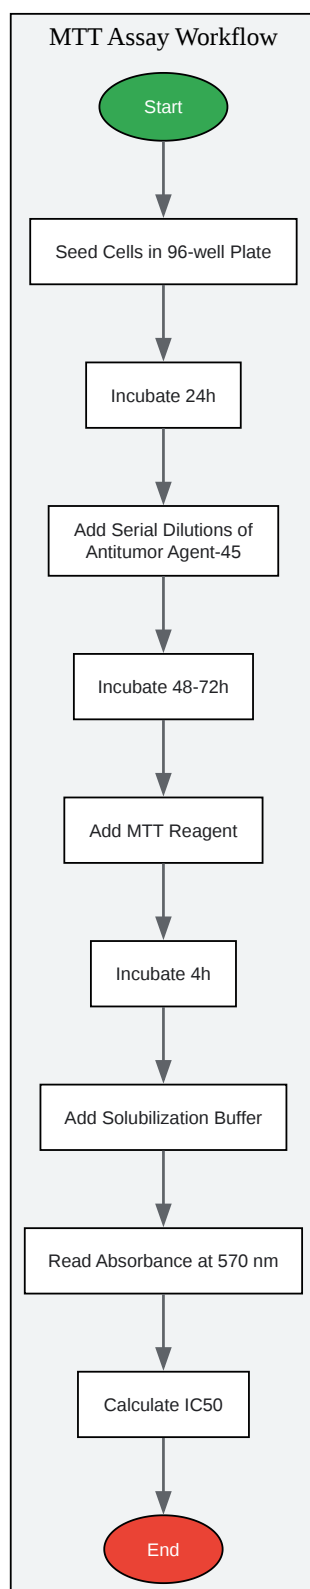 MTT Assay Workflow
Start
Seed Cells in 96-well Plate
Incubate 24h
Add Serial Dilutions of
Antitumor Agent-45
Incubate 48-72h
Add MTT Reagent
Incubate 4h
Add Solubilization Buffer
Read Absorbance at 570 nm
Calculate IC50
End